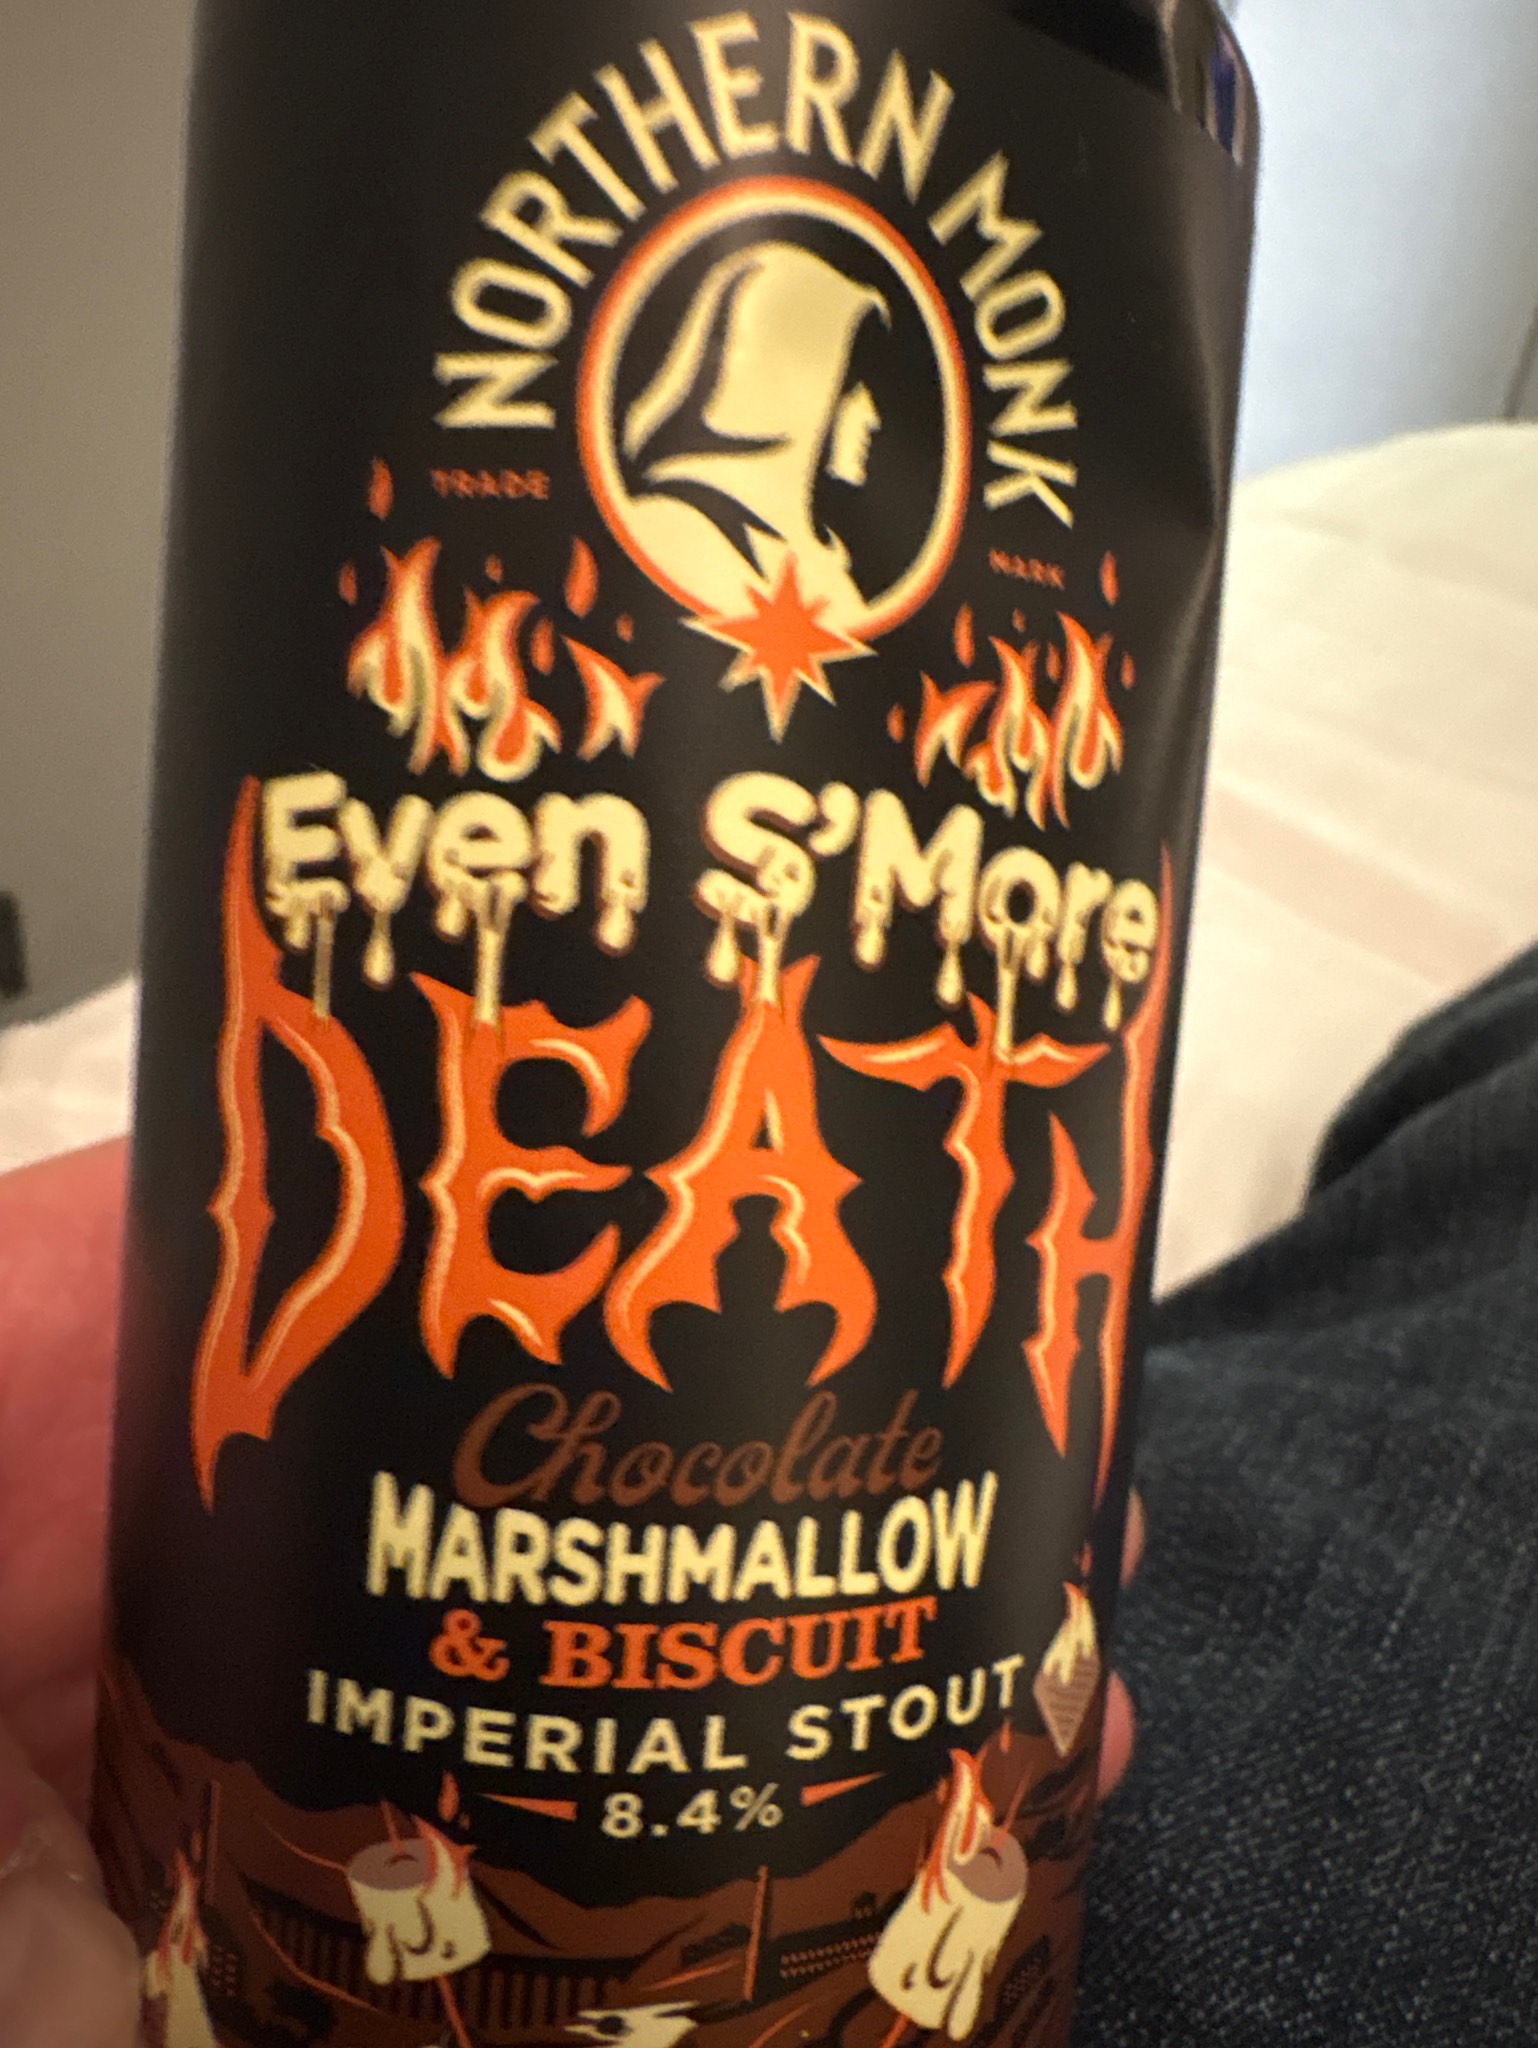 NORTHERN MONK
TRADE MARK
Even S'More
DEATH
Chocolate
MARSHMALLOW
& BISCUIT
IMPERIAL STOUT
8.4%